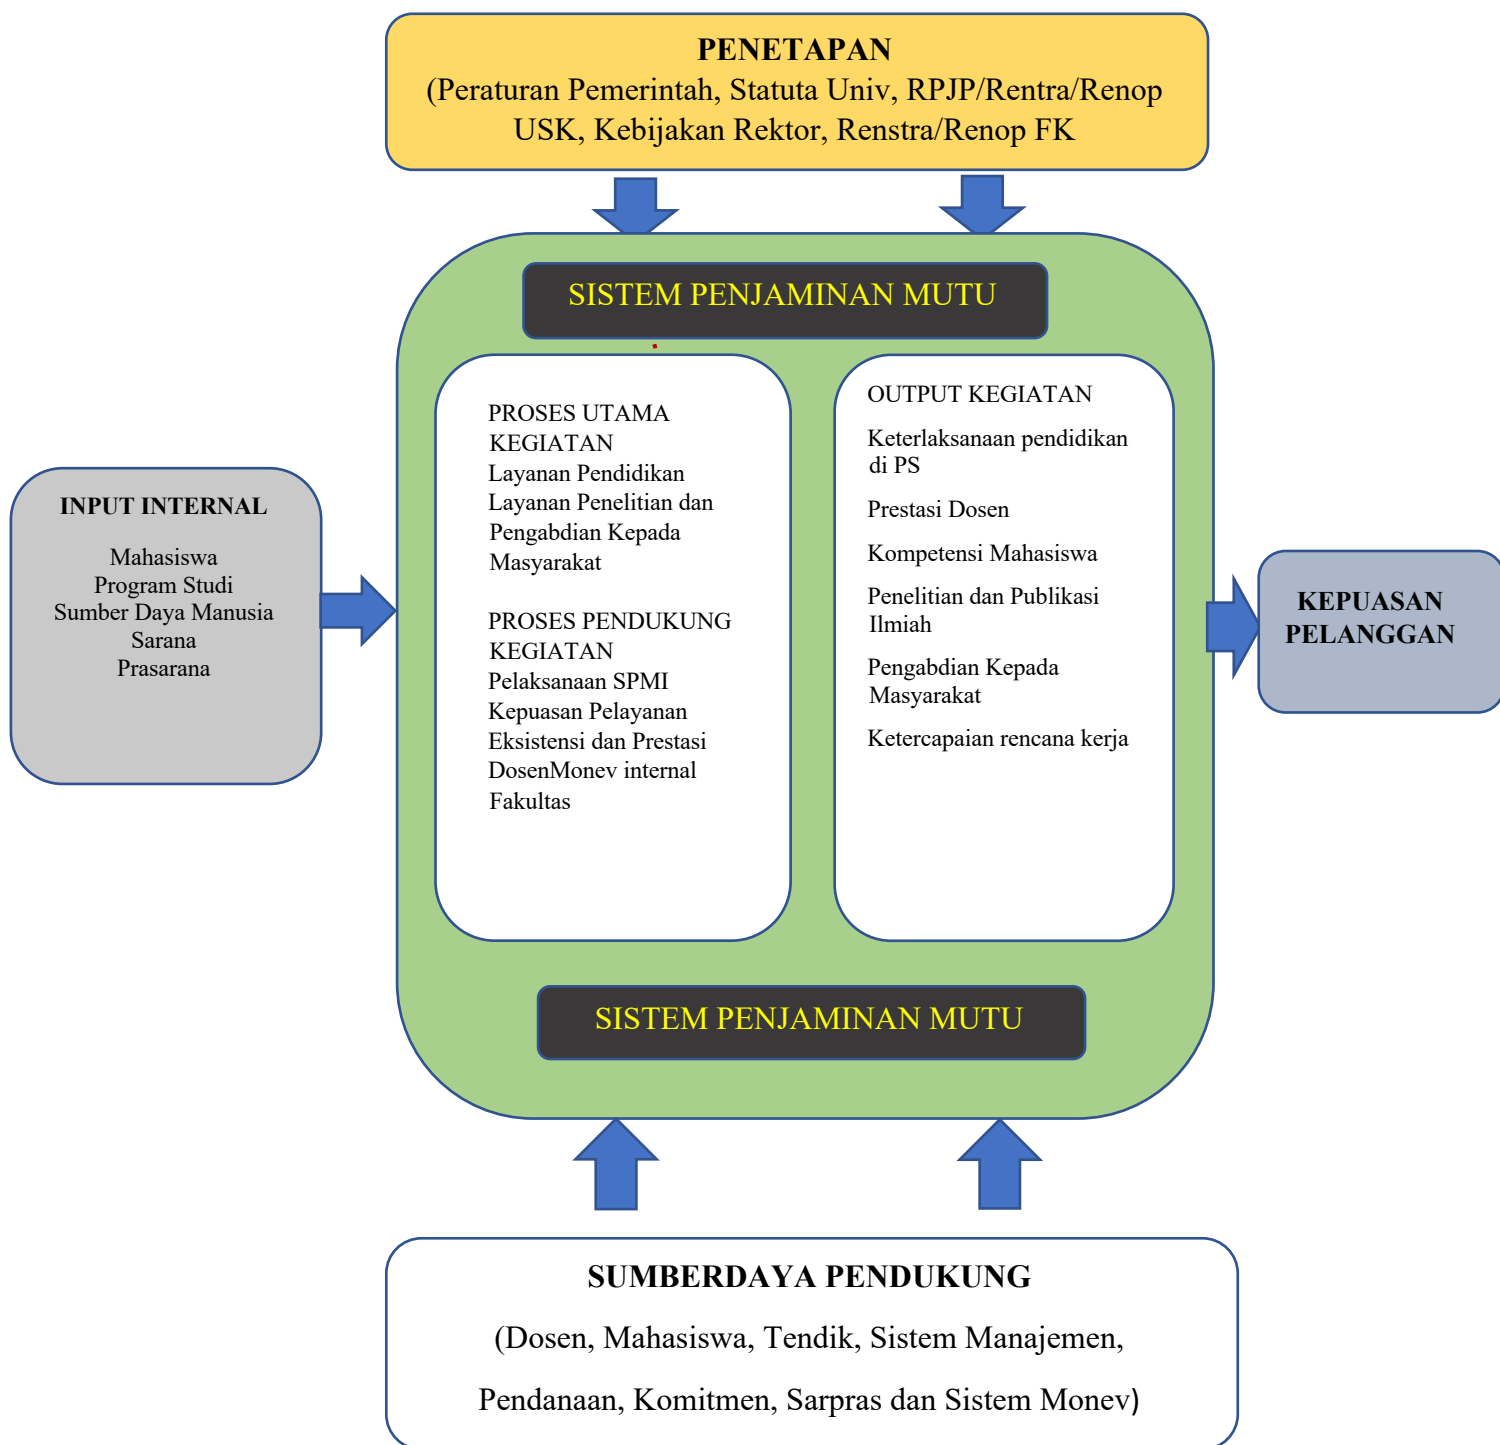 PENETAPAN
(Peraturan Pemerintah, Statuta Univ, RPJP/Rentra/Renop
USK, Kebijakan Rektor, Renstra/Renop FK
SISTEM PENJAMINAN MUTU
INPUT INTERNAL
Mahasiswa
Program Studi
Sumber Daya Manusia
Sarana
Prasarana
PROSES UTAMA
KEGIATAN
Layanan Pendidikan
Layanan Penelitian dan
Pengabdian Kepada
Masyarakat
PROSES PENDUKUNG
KEGIATAN
Pelaksanaan SPMI
Kepuasan Pelayanan
Eksistensi dan Prestasi
DosenMonev internal
Fakultas
OUTPUT KEGIATAN
Keterlaksanaan pendidikan
di PS
Prestasi Dosen
Kompetensi Mahasiswa
Penelitian dan Publikasi
Ilmiah
Pengabdian Kepada
Masyarakat
Ketercapaian rencana kerja
KEPUASAN
PELANGGAN
SISTEM PENJAMINAN MUTU
SUMBERDAYA PENDUKUNG
(Dosen, Mahasiswa, Tendik, Sistem Manajemen,
Pendanaan, Komitmen, Sarpras dan Sistem Monev)